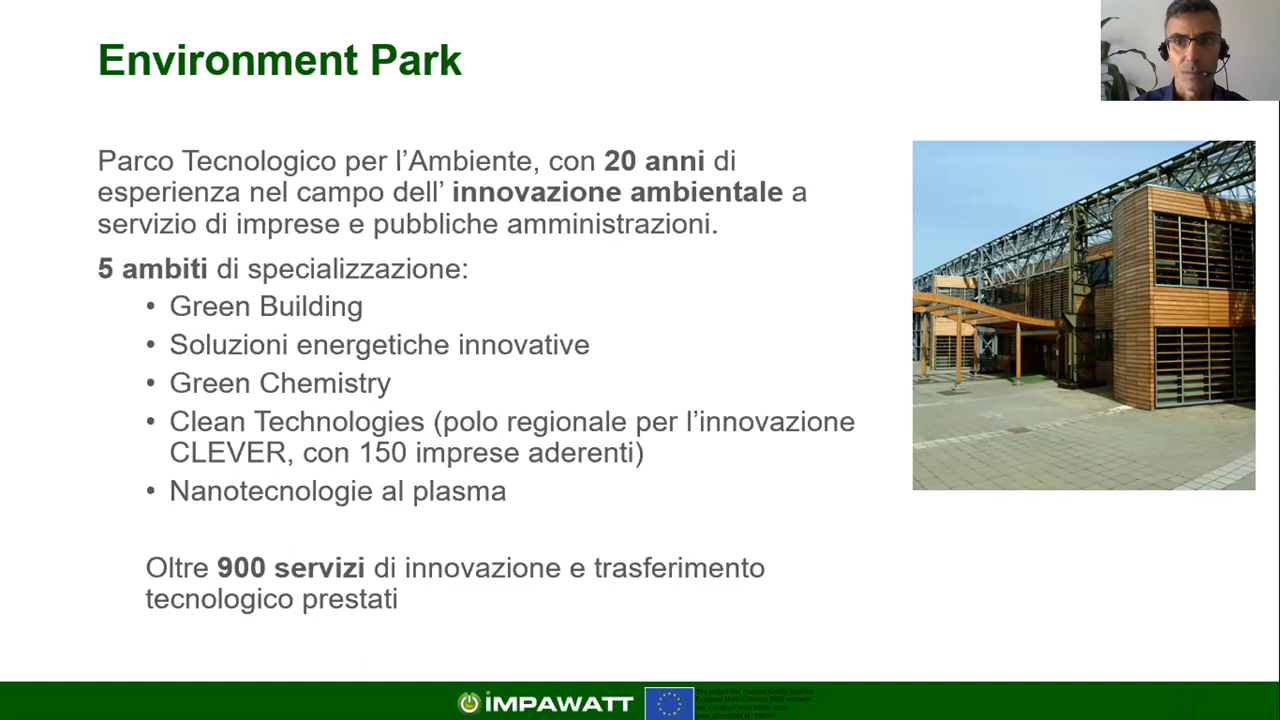 Environment Park
Parco Tecnologico per l’Ambiente, con 20 anni di
esperienza nel campo dell’ innovazione ambientale a
servizio di imprese e pubbliche amministrazioni.
5 ambiti di specializzazione:
• Green Building
• Soluzioni energetiche innovative
• Green Chemistry
• Clean Technologies (polo regionale per l’innovazione
CLEVER, con 150 imprese aderenti)
• Nanotecnologie al plasma
Oltre 900 servizi di innovazione e trasferimento
tecnologico prestati
İMPAWATT